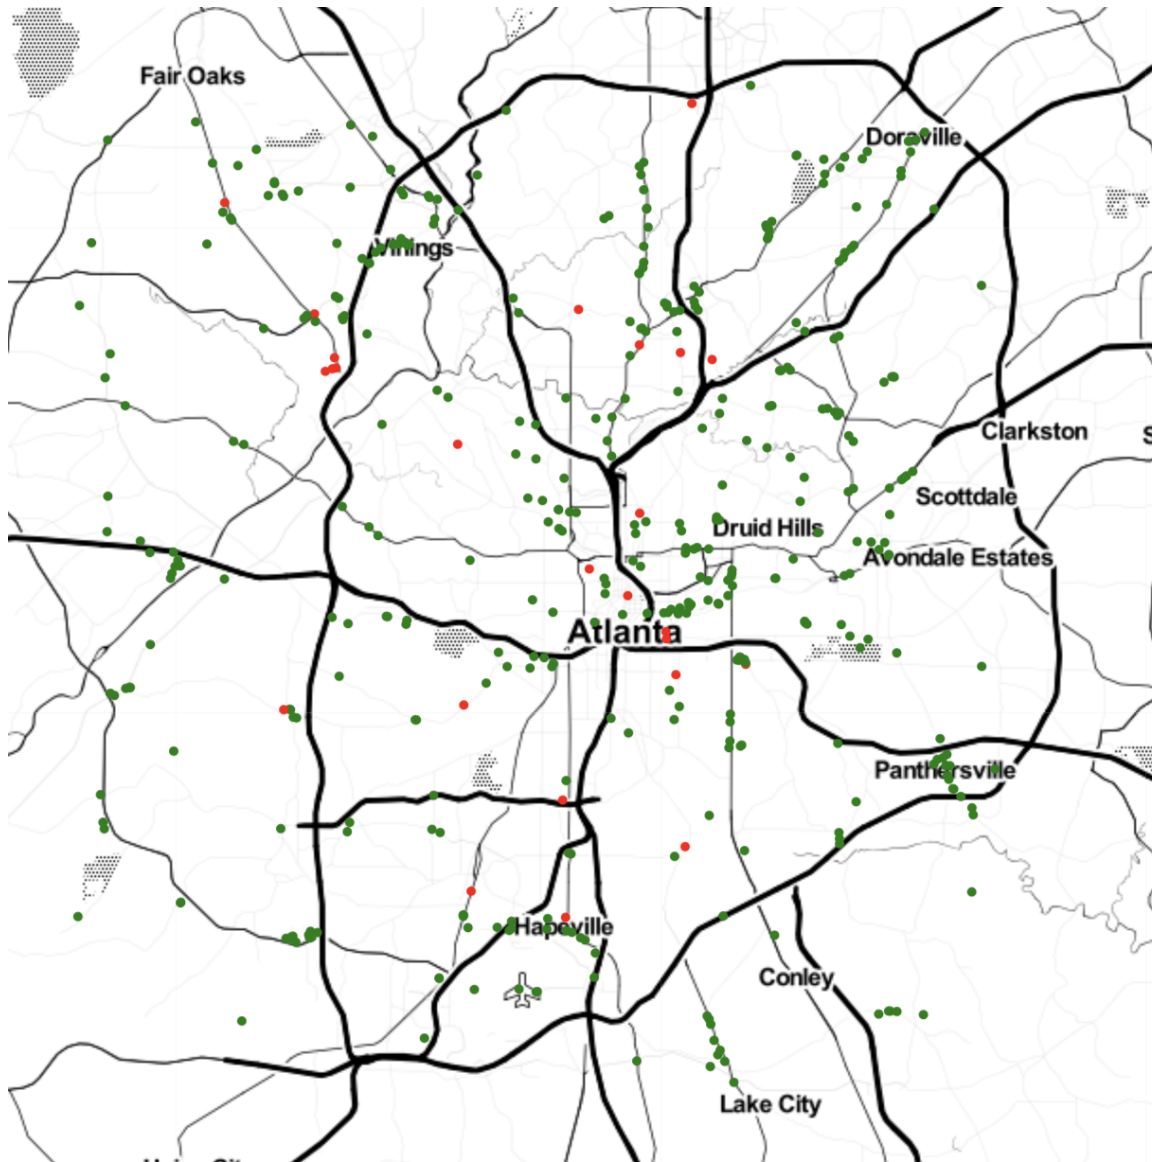 Fair Oaks
Doraville
Vinings
Clarkston
Scottdale
Druid Hills
Avondale Estates
Atlanta
Panthersville
Hapeville
Conley
Lake City